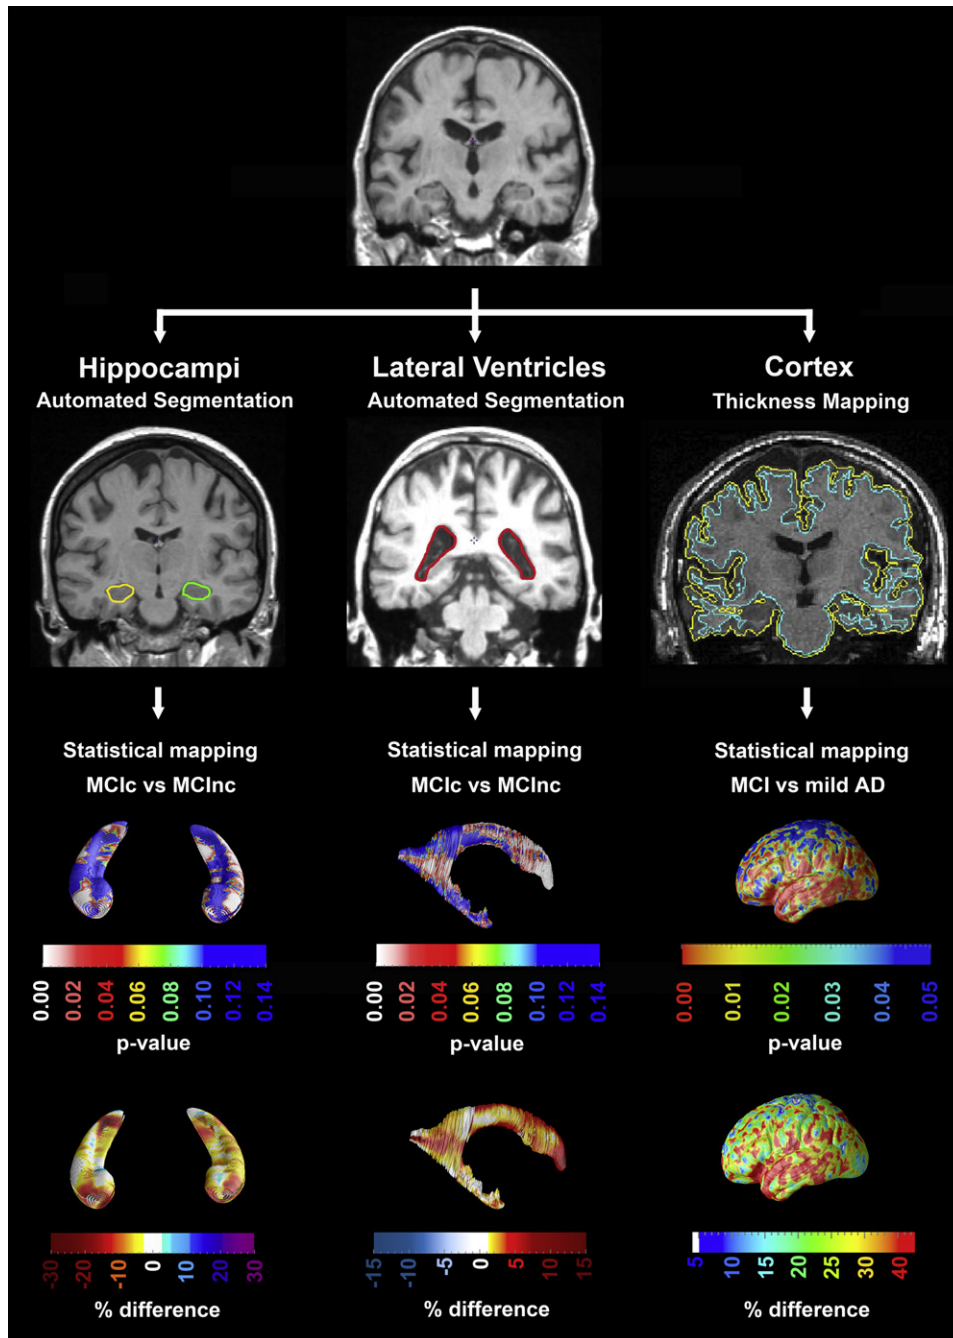 Hippocampi
Automated Segmentation
Lateral Ventricles
Automated Segmentation
Cortex
Thickness Mapping
Statistical mapping
MCIc vs MCInc
Statistical mapping
MCIc vs MCInc
Statistical mapping
MCI vs mild AD
0.00 0.02 0.04 0.06 0.08 0.10 0.12 0.14
p-value
0.00 0.02 0.04 0.06 0.08 0.10 0.12 0.14
p-value
0.00 0.01 0.02 0.03 0.04 0.05
p-value
-30 -20 -10 0 10 20 30
% difference
-15 -10 -5 0 5 10 15
% difference
5 10 15 20 25 30 40
% difference